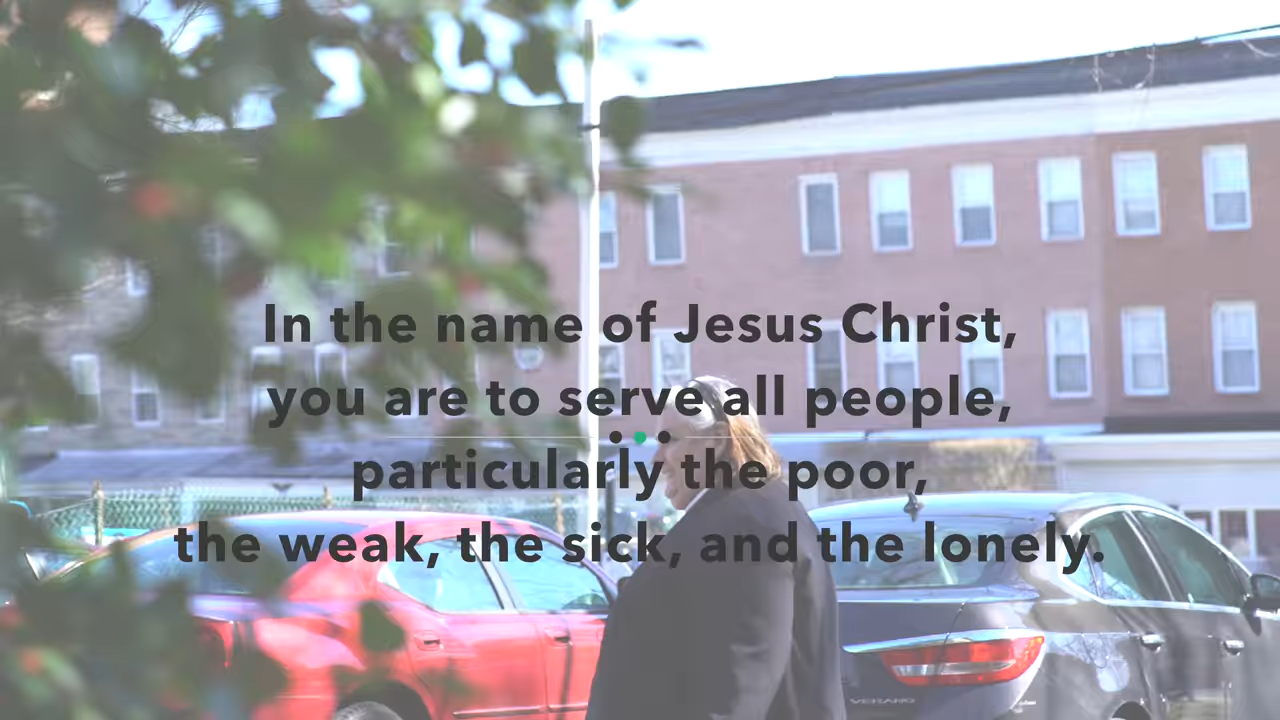 In the name of Jesus Christ,
you are to serve all people,
particularly the poor,
the weak, the sick, and the lonely.
VERANO